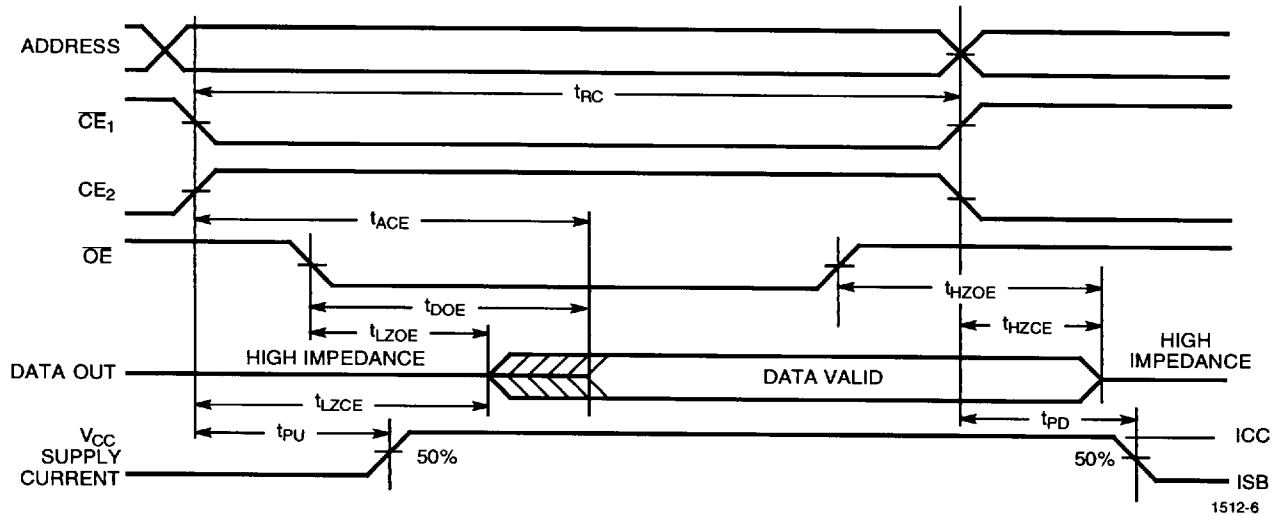 ADDRESS
tRC
CE1
CE2
tACE
OE
tHZOE
tDOE
tLZOE
tHZCE
HIGH IMPEDANCE
HIGH
IMPEDANCE
DATA OUT
DATA VALID
tLZCE
tPU
tPD
VCC
SUPPLY
CURRENT
50%
50%
ICC
ISB
1512-6